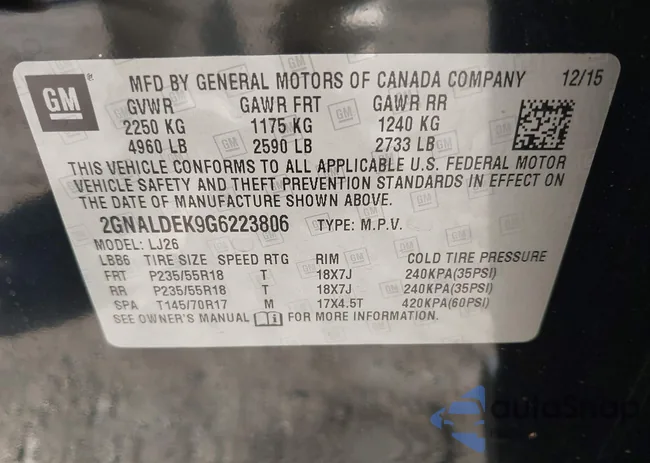 GM
MFD BY GENERAL MOTORS OF CANADA COMPANY 12/15
GVWR GAWR FRT GAWR RR
2250 KG 1175 KG 1240 KG
4960 LB 2590 LB 2733 LB
THIS VEHICLE CONFORMS TO ALL APPLICABLE U.S. FEDERAL MOTOR
VEHICLE SAFETY AND THEFT PREVENTION STANDARDS IN EFFECT ON
THE DATE OF MANUFACTURE SHOWN ABOVE.
2GNALDEK9G6223806 TYPE: M.P.V.
MODEL: LJ26
LBB6 TIRE SIZE SPEED RTG RIM COLD TIRE PRESSURE
FRT P235/55R18 T 18X7J 240KPA(35PSI)
RR P235/55R18 T 18X7J 240KPA(35PSI)
SPA T145/70R17 M 17X4.5T 420KPA(60PSI)
SEE OWNER'S MANUAL FOR MORE INFORMATION.
autoShop